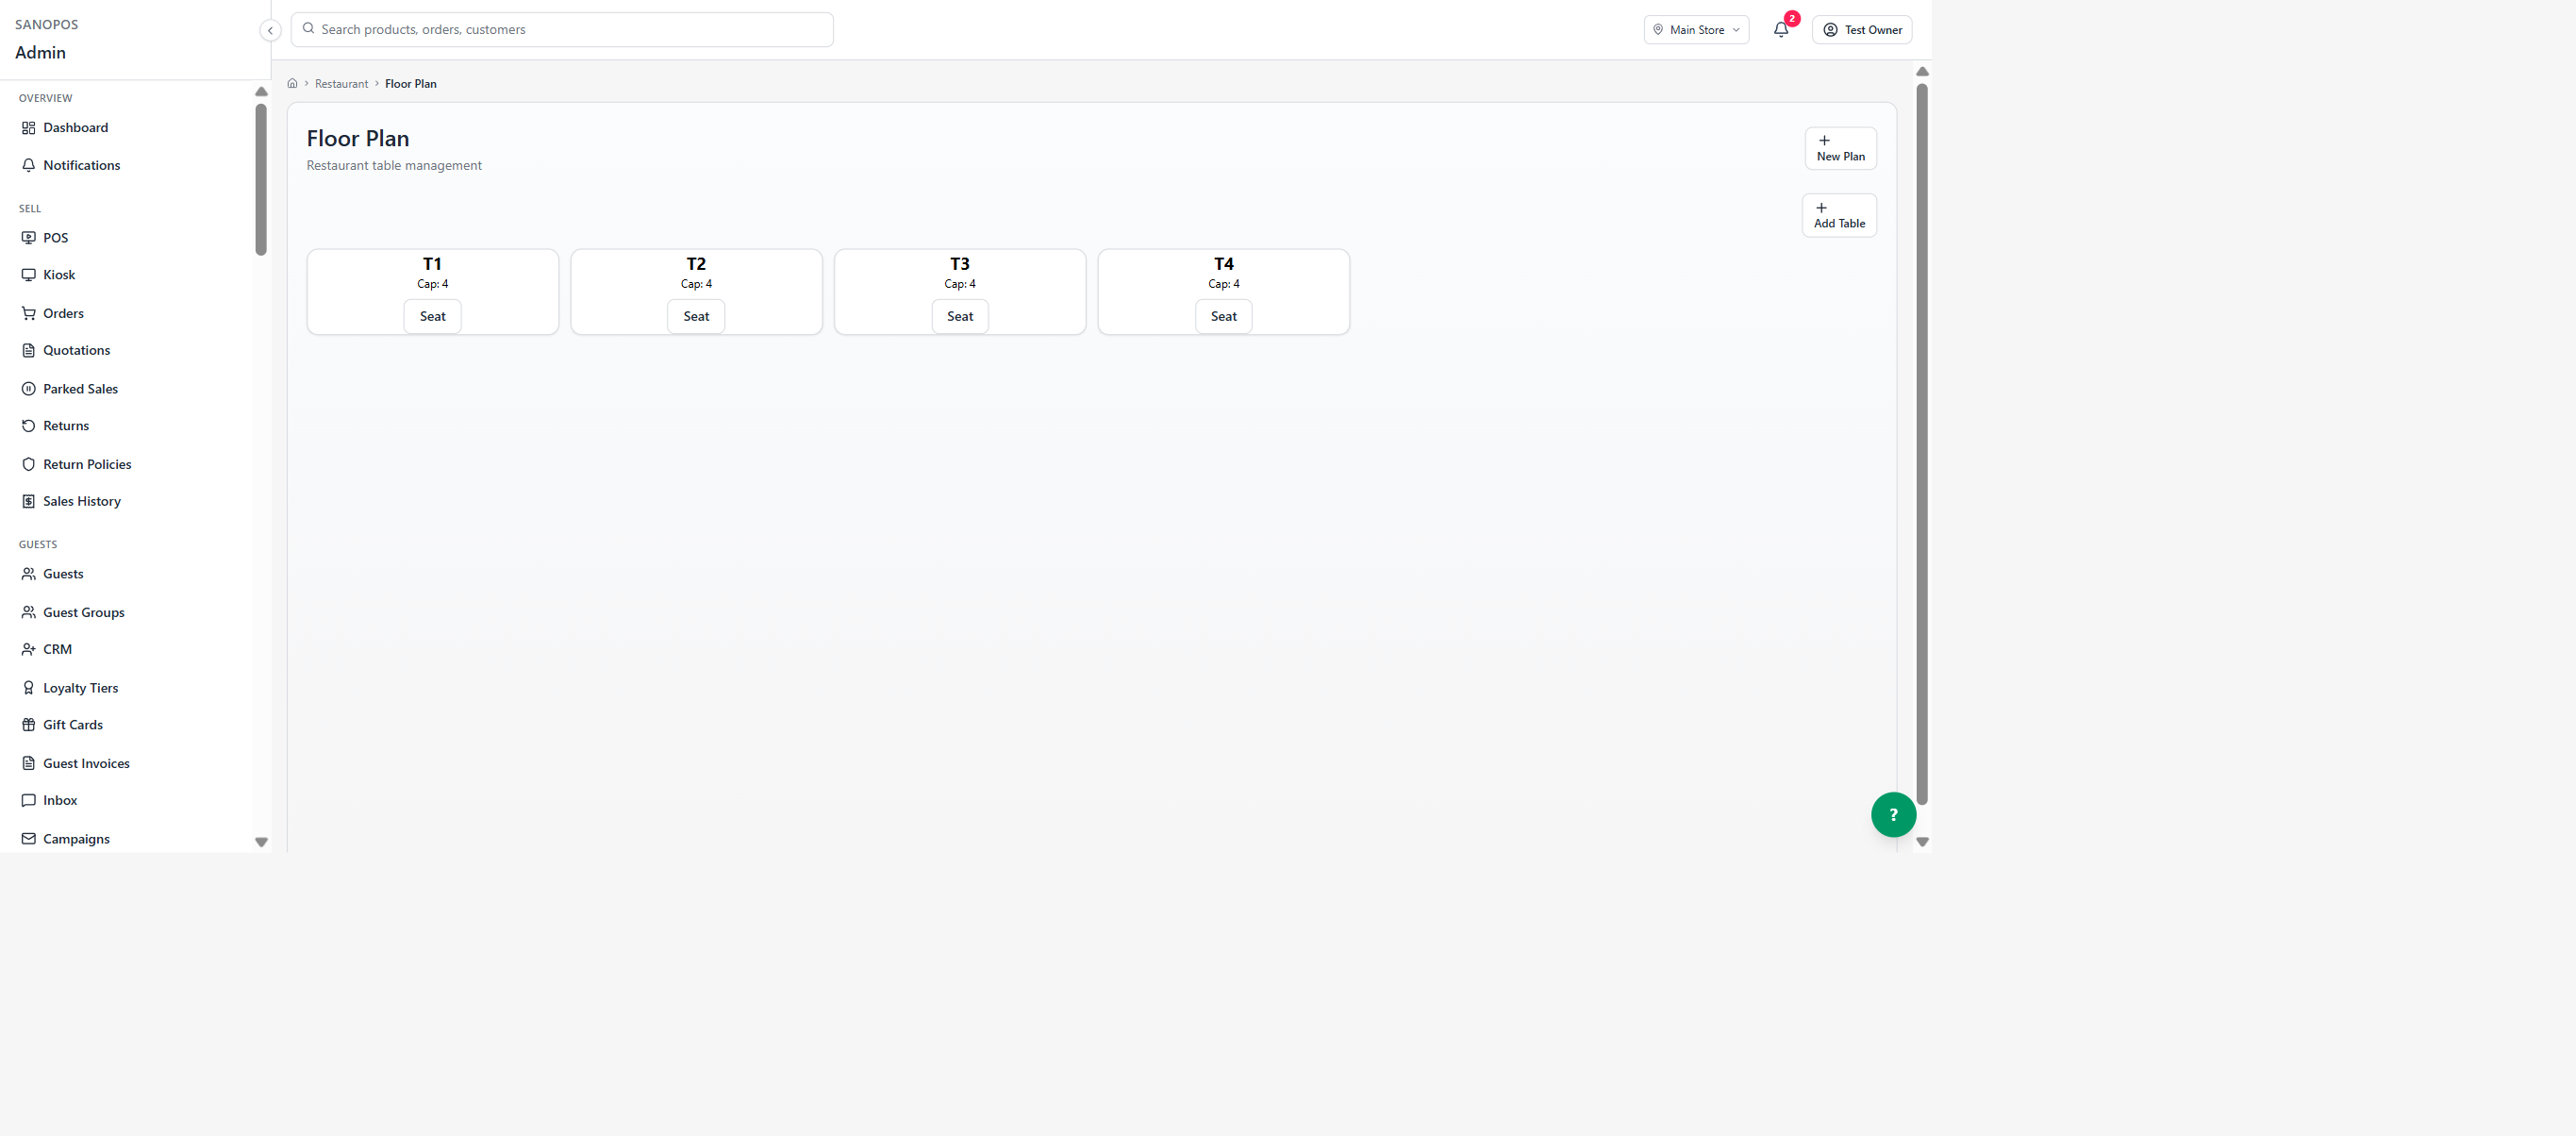 SANOPOS
Admin
Search products, orders, customers
Main Store
2
Test Owner
OVERVIEW
Dashboard
Notifications
SELL
POS
Kiosk
Orders
Quotations
Parked Sales
Returns
Return Policies
Sales History
GUESTS
Guests
Guest Groups
CRM
Loyalty Tiers
Gift Cards
Guest Invoices
Inbox
Campaigns
Restaurant
Floor Plan
Floor Plan
Restaurant table management
New Plan
Add Table
T1
Cap: 4
Seat
T2
Cap: 4
Seat
T3
Cap: 4
Seat
T4
Cap: 4
Seat
?